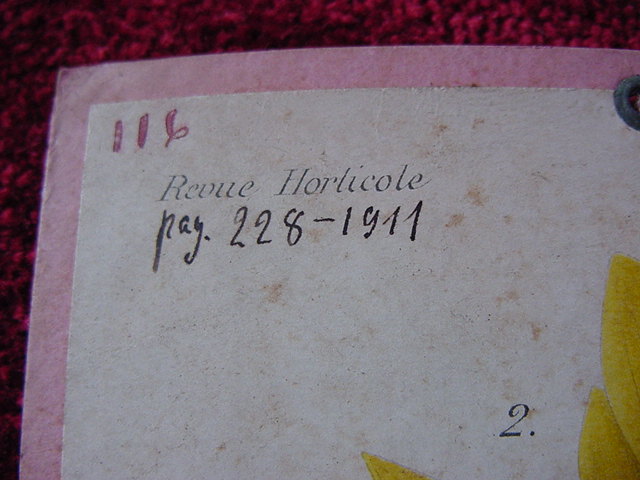 116
Revue Horticole
pag. 228-1911
2.